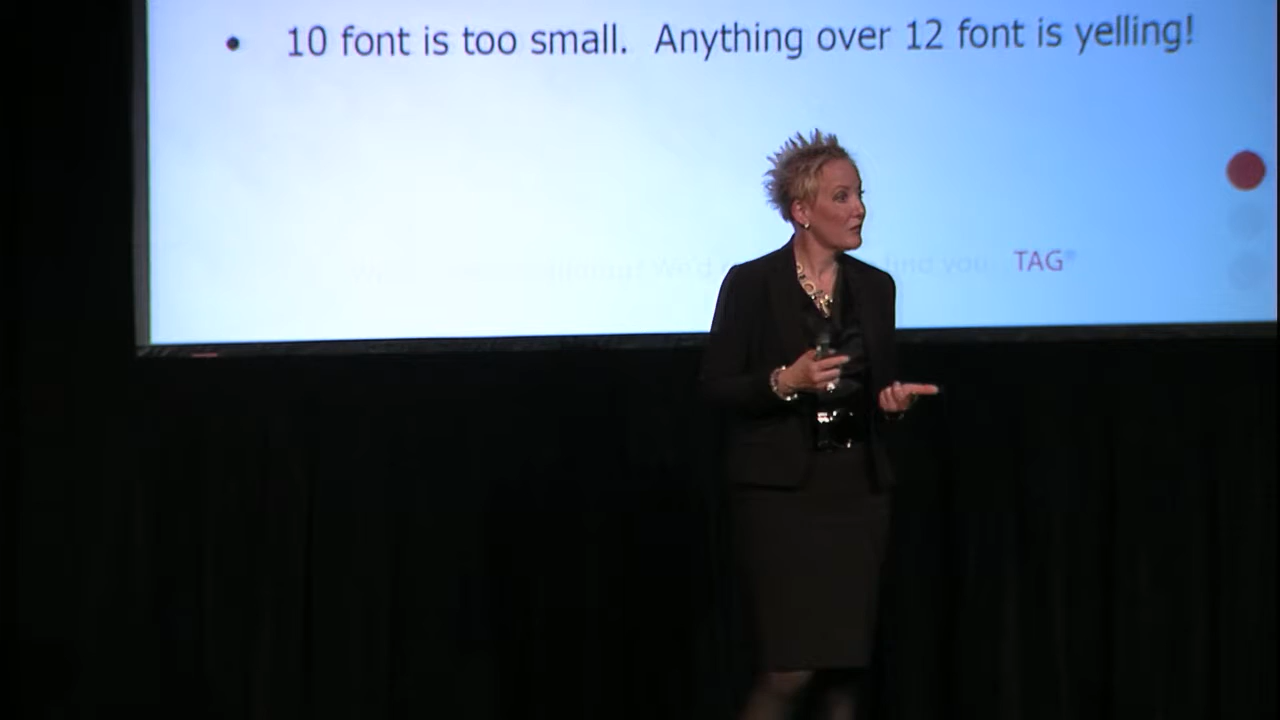 • 10 font is too small. Anything over 12 font is yelling!
TAG®